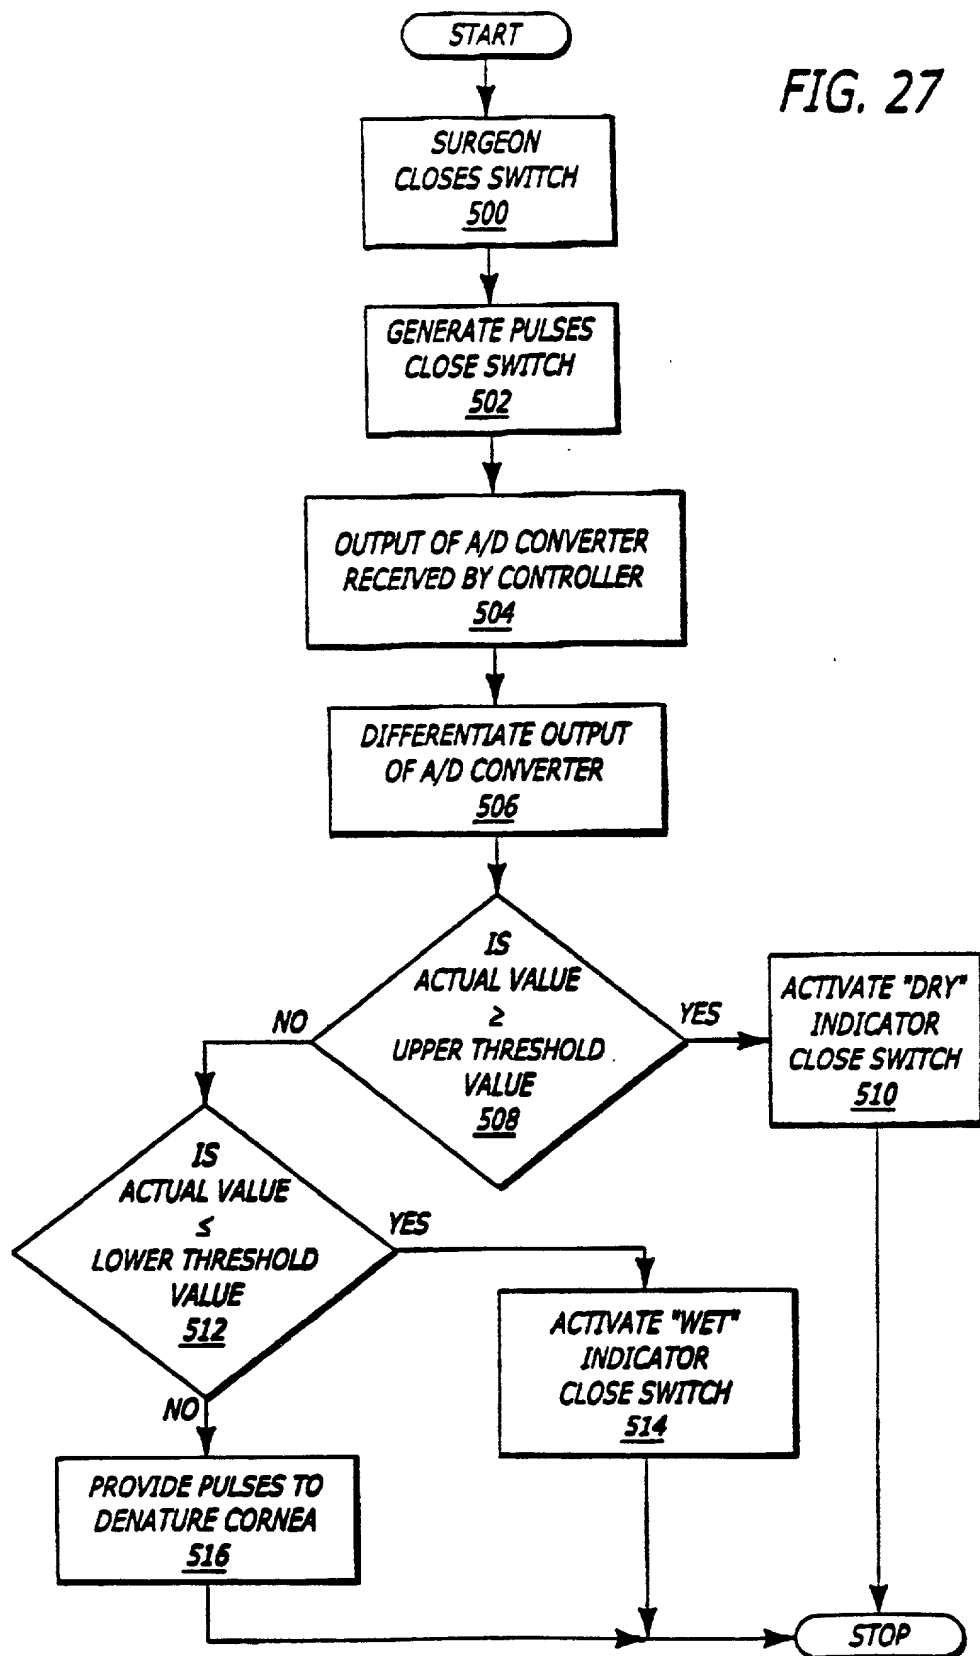 START
FIG. 27
SURGEON
CLOSES SWITCH
500
GENERATE PULSES
CLOSE SWITCH
502
OUTPUT OF A/D CONVERTER
RECEIVED BY CONTROLLER
504
DIFFERENTIATE OUTPUT
OF A/D CONVERTER
506
IS
ACTUAL VALUE
≥
UPPER THRESHOLD
VALUE
508
NO
YES
ACTIVATE "DRY"
INDICATOR
CLOSE SWITCH
510
IS
ACTUAL VALUE
≤
LOWER THRESHOLD
VALUE
512
YES
NO
ACTIVATE "WET"
INDICATOR
CLOSE SWITCH
514
PROVIDE PULSES TO
DENATURE CORNEA
516
STOP